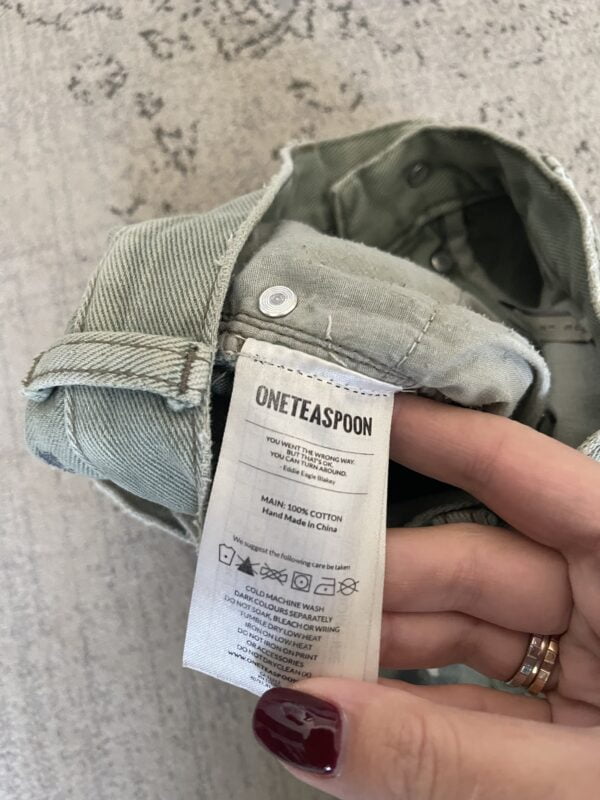 ONETEASPOON
YOU WENT THE WRONG WAY.
BUT THAT'S OK.
YOU CAN TURN AROUND.
- Eddie Eagle Blakey
MAIN: 100% COTTON
Hand Made in China
We suggest the following care be taken
COLD MACHINE WASH
DARK COLOURS SEPARATELY
DO NOT SOAK, BLEACH OR WRING
TUMBLE DRY LOW HEAT
IRON ON LOW HEAT
DO NOT IRON ON PRINT
OR ACCESSORIES
DO NOT DRYCLEAN (X)
WWW.ONETEASPOON